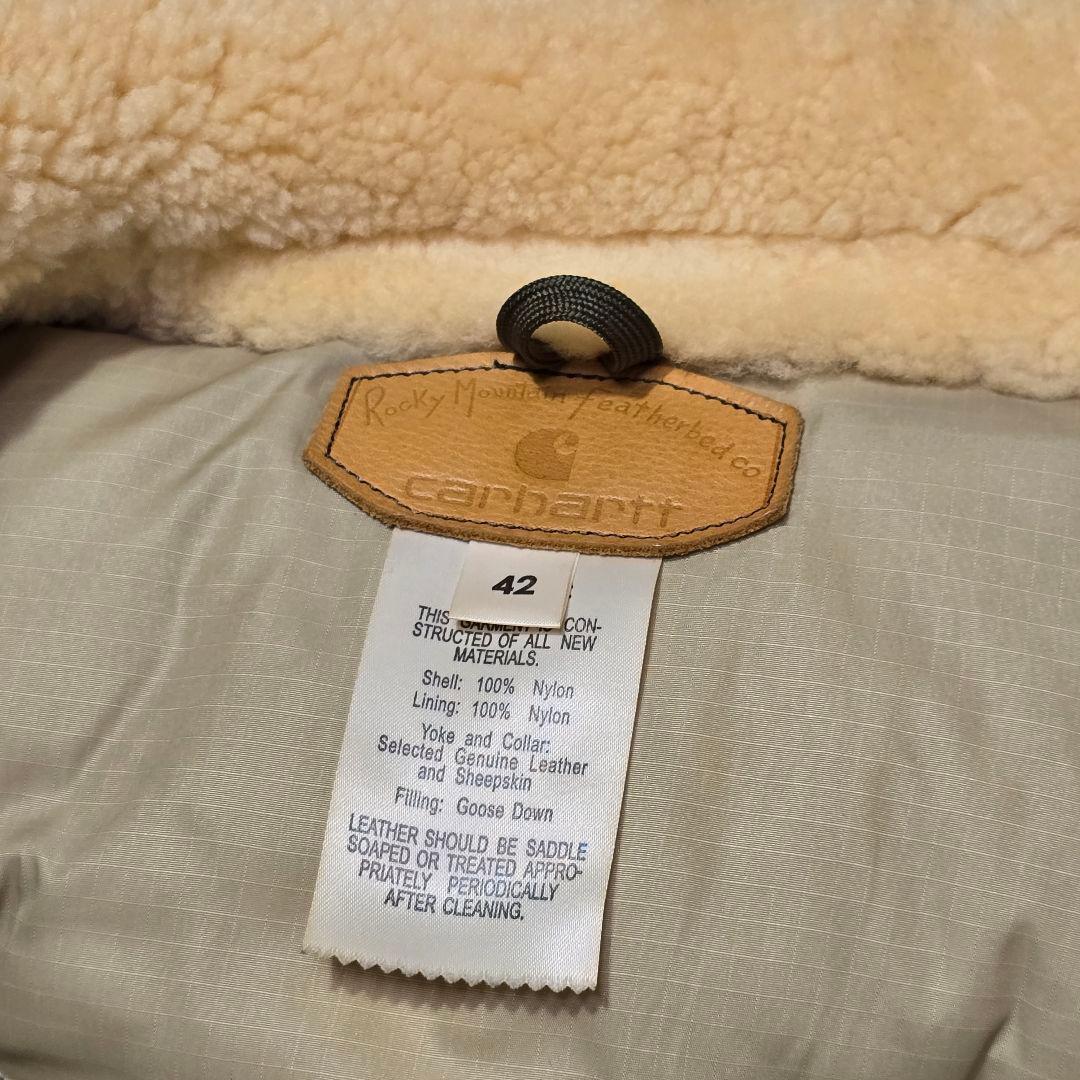 Rocky Mountain Featherbed co
carhartt
42
THIS GARMENT IS CON-
STRUCTED OF ALL NEW
MATERIALS.
Shell: 100% Nylon
Lining: 100% Nylon
Yoke and Collar:
Selected Genuine Leather
and Sheepskin
Filling: Goose Down
LEATHER SHOULD BE SADDLE
SOAPED OR TREATED APPRO-
PRIATELY PERIODICALLY
AFTER CLEANING.